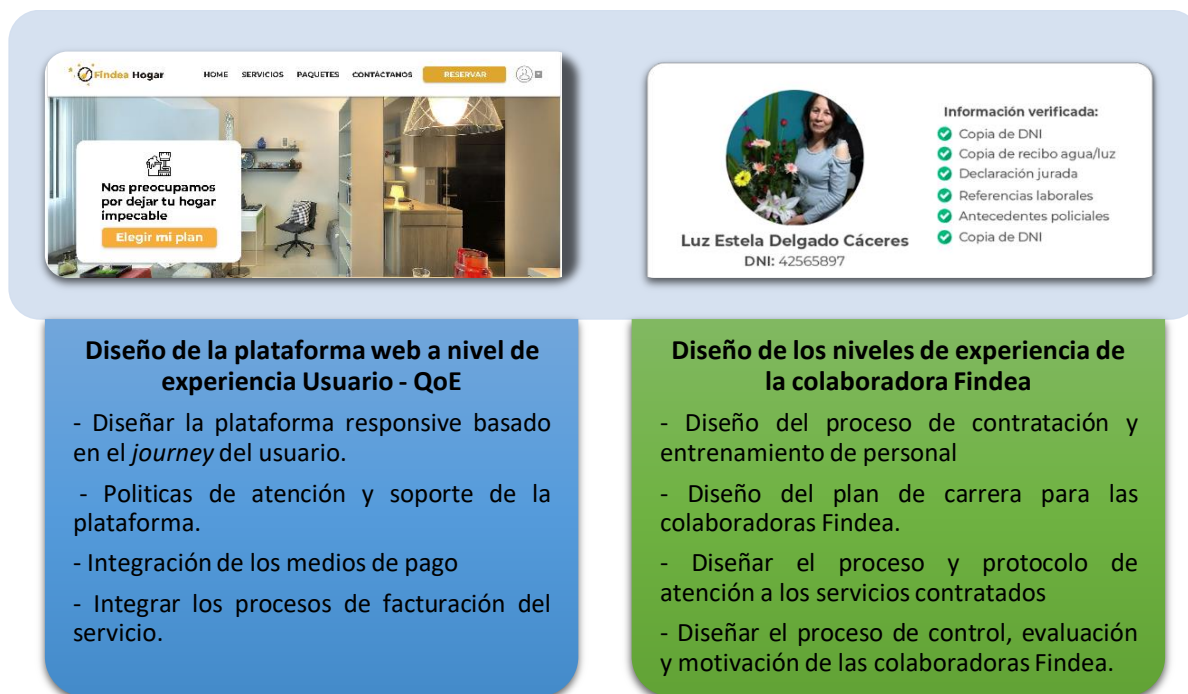 Findea Hogar
HOME SERVICIOS PAQUETES CONTÁCTANOS RESERVAR
Nos preocupamos
por dejar tu hogar
impecable
Elegir mi plan
Luz Estela Delgado Cáceres
DNI: 42565897
Información verificada:
Copia de DNI
Copia de recibo agua/luz
Declaración jurada
Referencias laborales
Antecedentes policiales
Copia de DNI
Diseño de la plataforma web a nivel de
experiencia Usuario - QoE
- Diseñar la plataforma responsive basado
en el journey del usuario.
- Politicas de atención y soporte de la
plataforma.
- Integración de los medios de pago
- Integrar los procesos de facturación del
servicio.
Diseño de los niveles de experiencia de
la colaboradora Findea
- Diseño del proceso de contratación y
entrenamiento de personal
- Diseño del plan de carrera para las
colaboradoras Findea.
- Diseñar el proceso y protocolo de
atención a los servicios contratados
- Diseñar el proceso de control, evaluación
y motivación de las colaboradoras Findea.